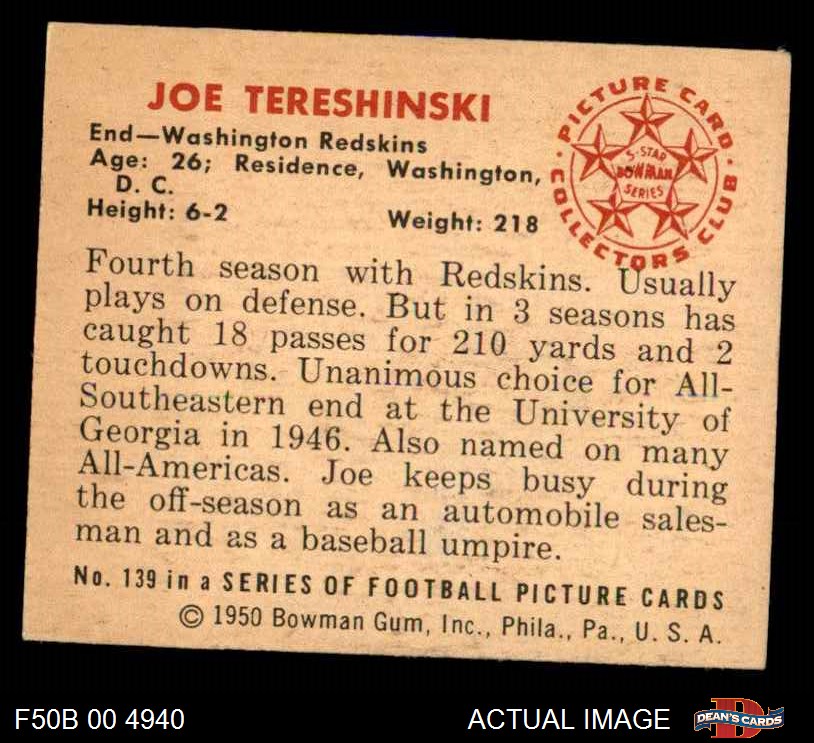 JOE TERESHINSKI
End—Washington Redskins
Age: 26; Residence, Washington,
D. C.
Height: 6-2 Weight: 218
PICTURE CARD
COLLECTORS CLUB
5-STAR
BOWMAN
SERIES
Fourth season with Redskins. Usually
plays on defense. But in 3 seasons has
caught 18 passes for 210 yards and 2
touchdowns. Unanimous choice for All-
Southeastern end at the University of
Georgia in 1946. Also named on many
All-Americas. Joe keeps busy during
the off-season as an automobile sales-
man and as a baseball umpire.
No. 139 in a SERIES OF FOOTBALL PICTURE CARDS
© 1950 Bowman Gum, Inc., Phila., Pa., U. S. A.
F50B 00 4940 ACTUAL IMAGE
D
DEAN'S CARDS